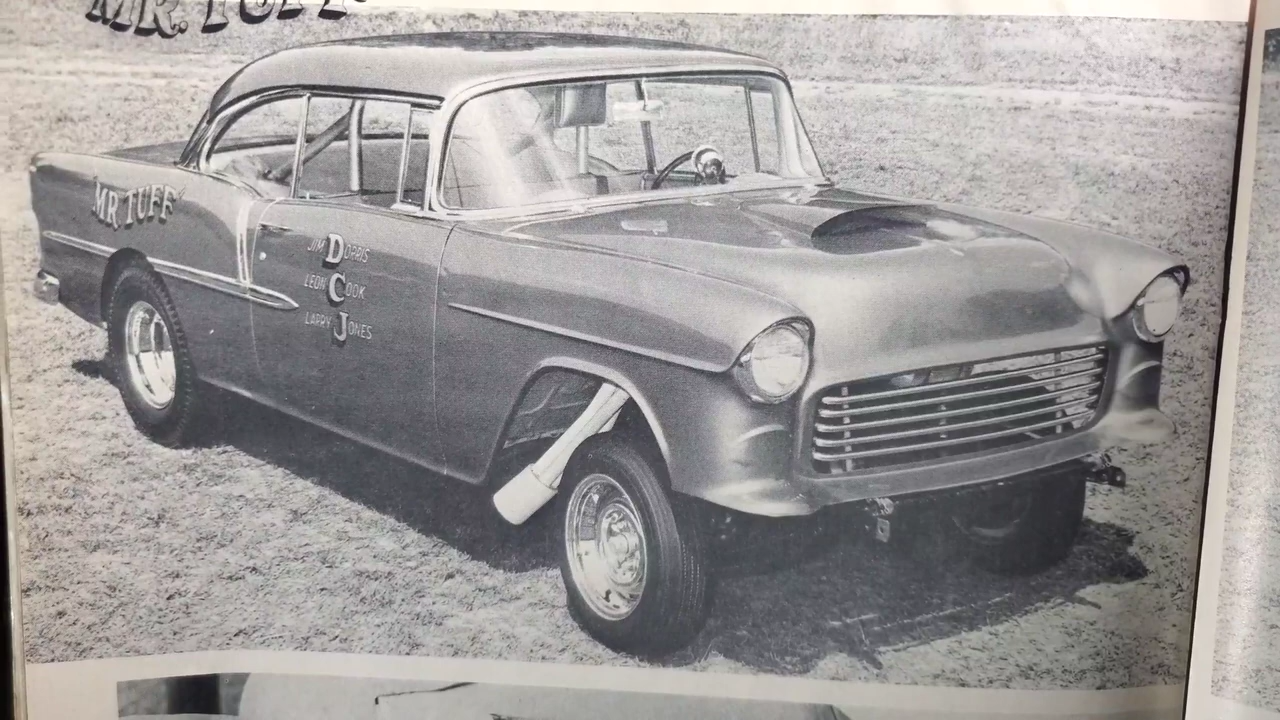 MR. TUFF
"MR TUFF"
JIM DORRIS
LEON COOK
LARRY JONES